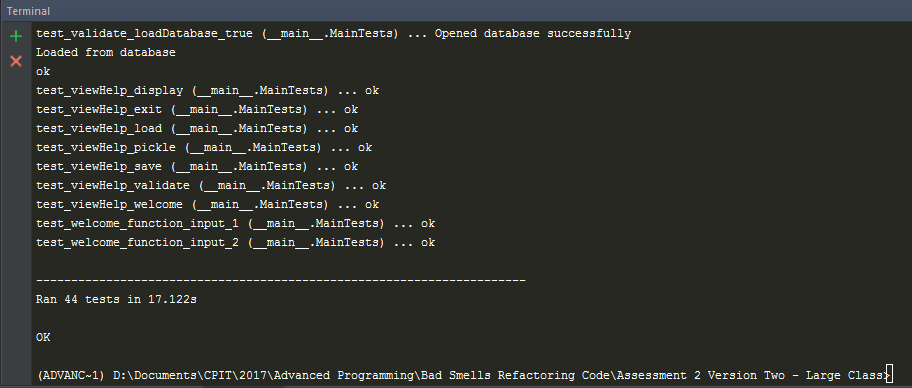 Terminal
test_validate_loadDatabase_true (__main__.MainTests) ... Opened database successfully
Loaded from database
ok
test_viewHelp_display (__main__.MainTests) ... ok
test_viewHelp_exit (__main__.MainTests) ... ok
test_viewHelp_load (__main__.MainTests) ... ok
test_viewHelp_pickle (__main__.MainTests) ... ok
test_viewHelp_save (__main__.MainTests) ... ok
test_viewHelp_validate (__main__.MainTests) ... ok
test_viewHelp_welcome (__main__.MainTests) ... ok
test_welcome_function_input_1 (__main__.MainTests) ... ok
test_welcome_function_input_2 (__main__.MainTests) ... ok
----------------------------------------------------------------------
Ran 44 tests in 17.122s
OK
(ADVANC~1) D:\Documents\CPIT\2017\Advanced Programming\Bad Smells Refactoring Code\Assessment 2 Version Two - Large Class>